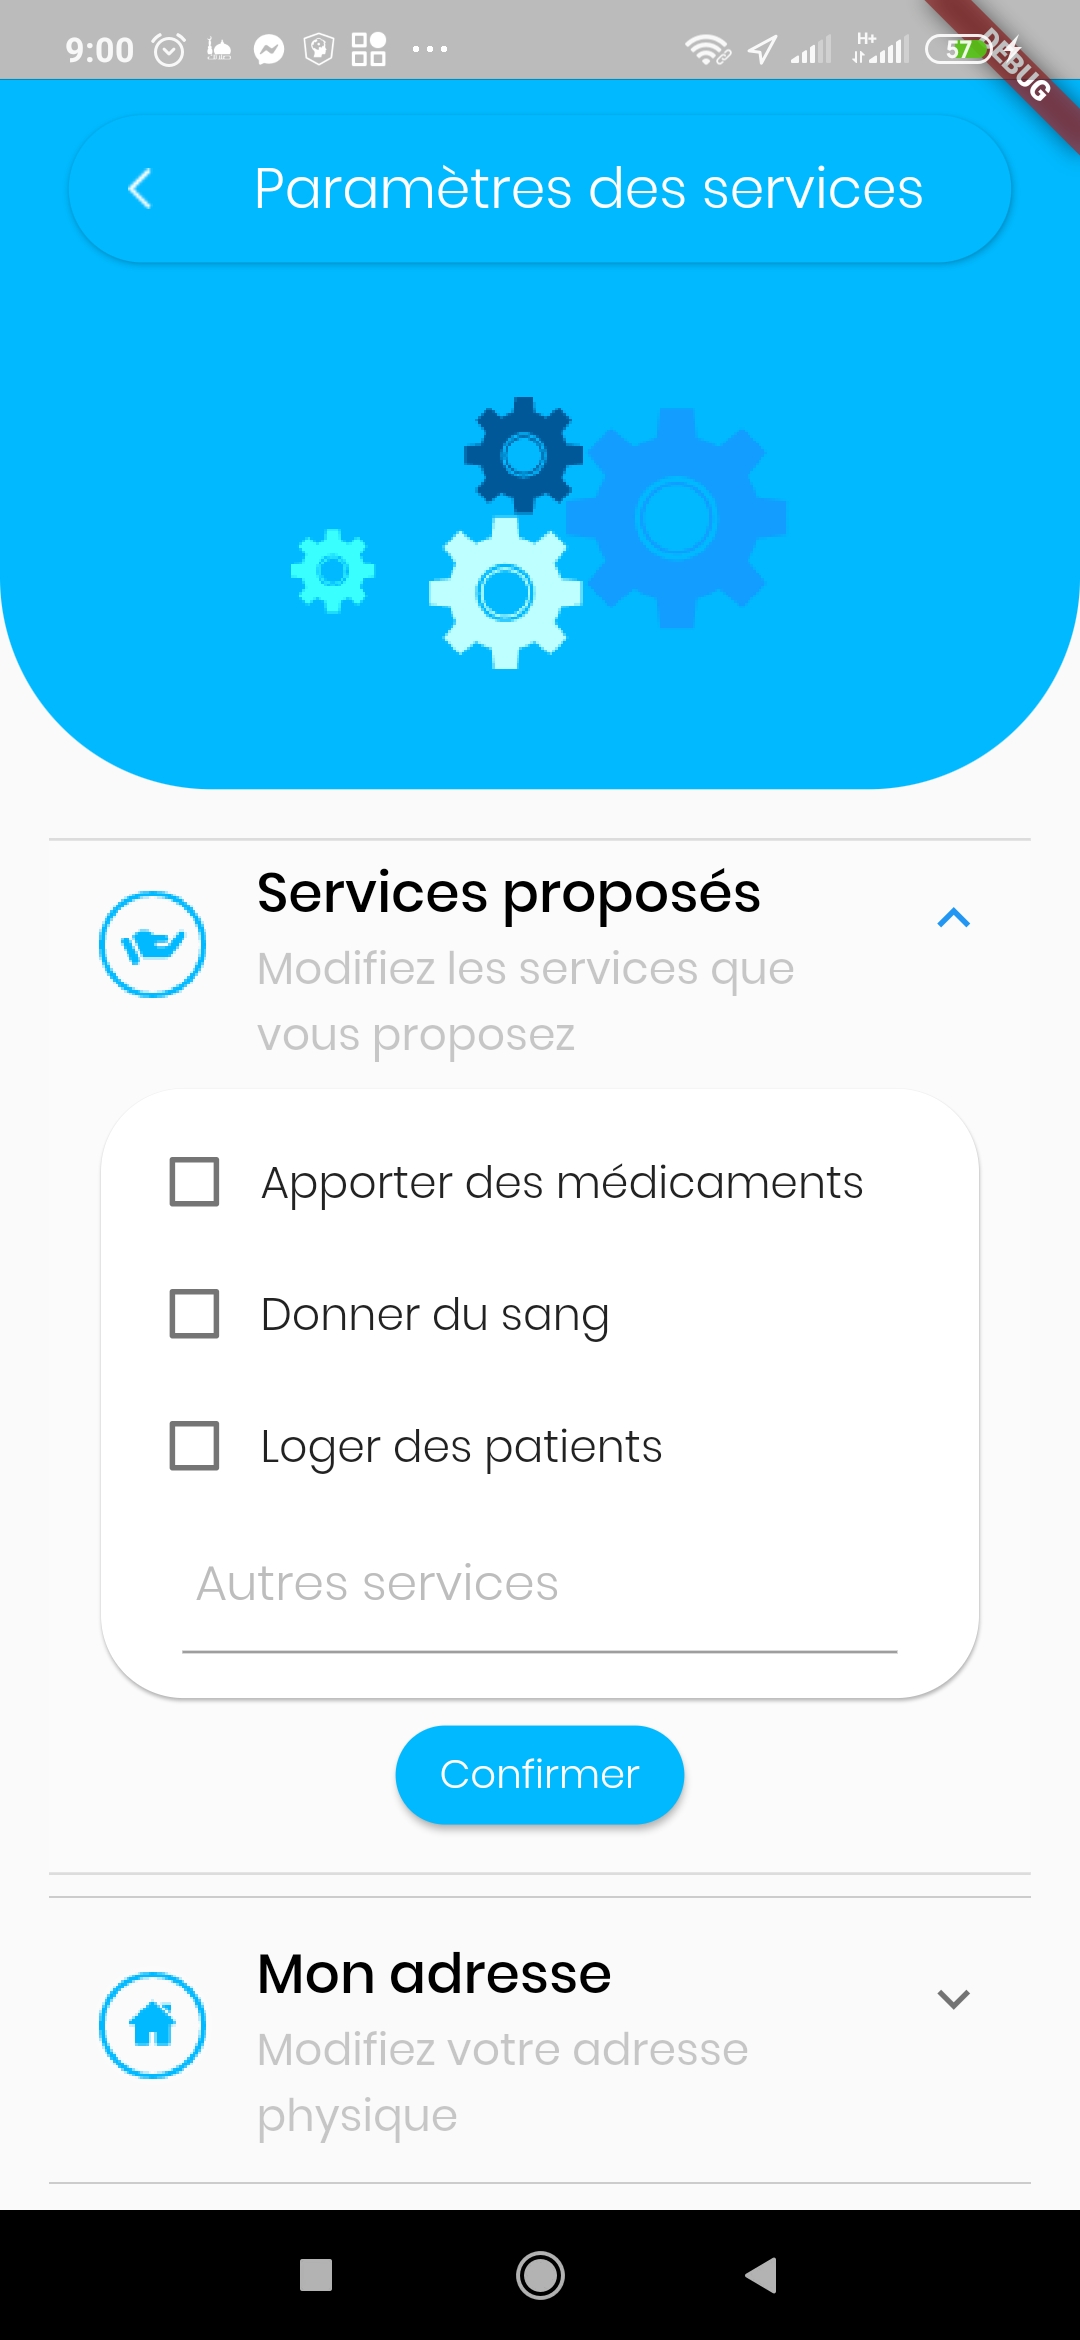 9:00
H+
57
DEBUG
Paramètres des services
Services proposés
Modifiez les services que
vous proposez
Apporter des médicaments
Donner du sang
Loger des patients
Autres services
Confirmer
Mon adresse
Modifiez votre adresse
physique